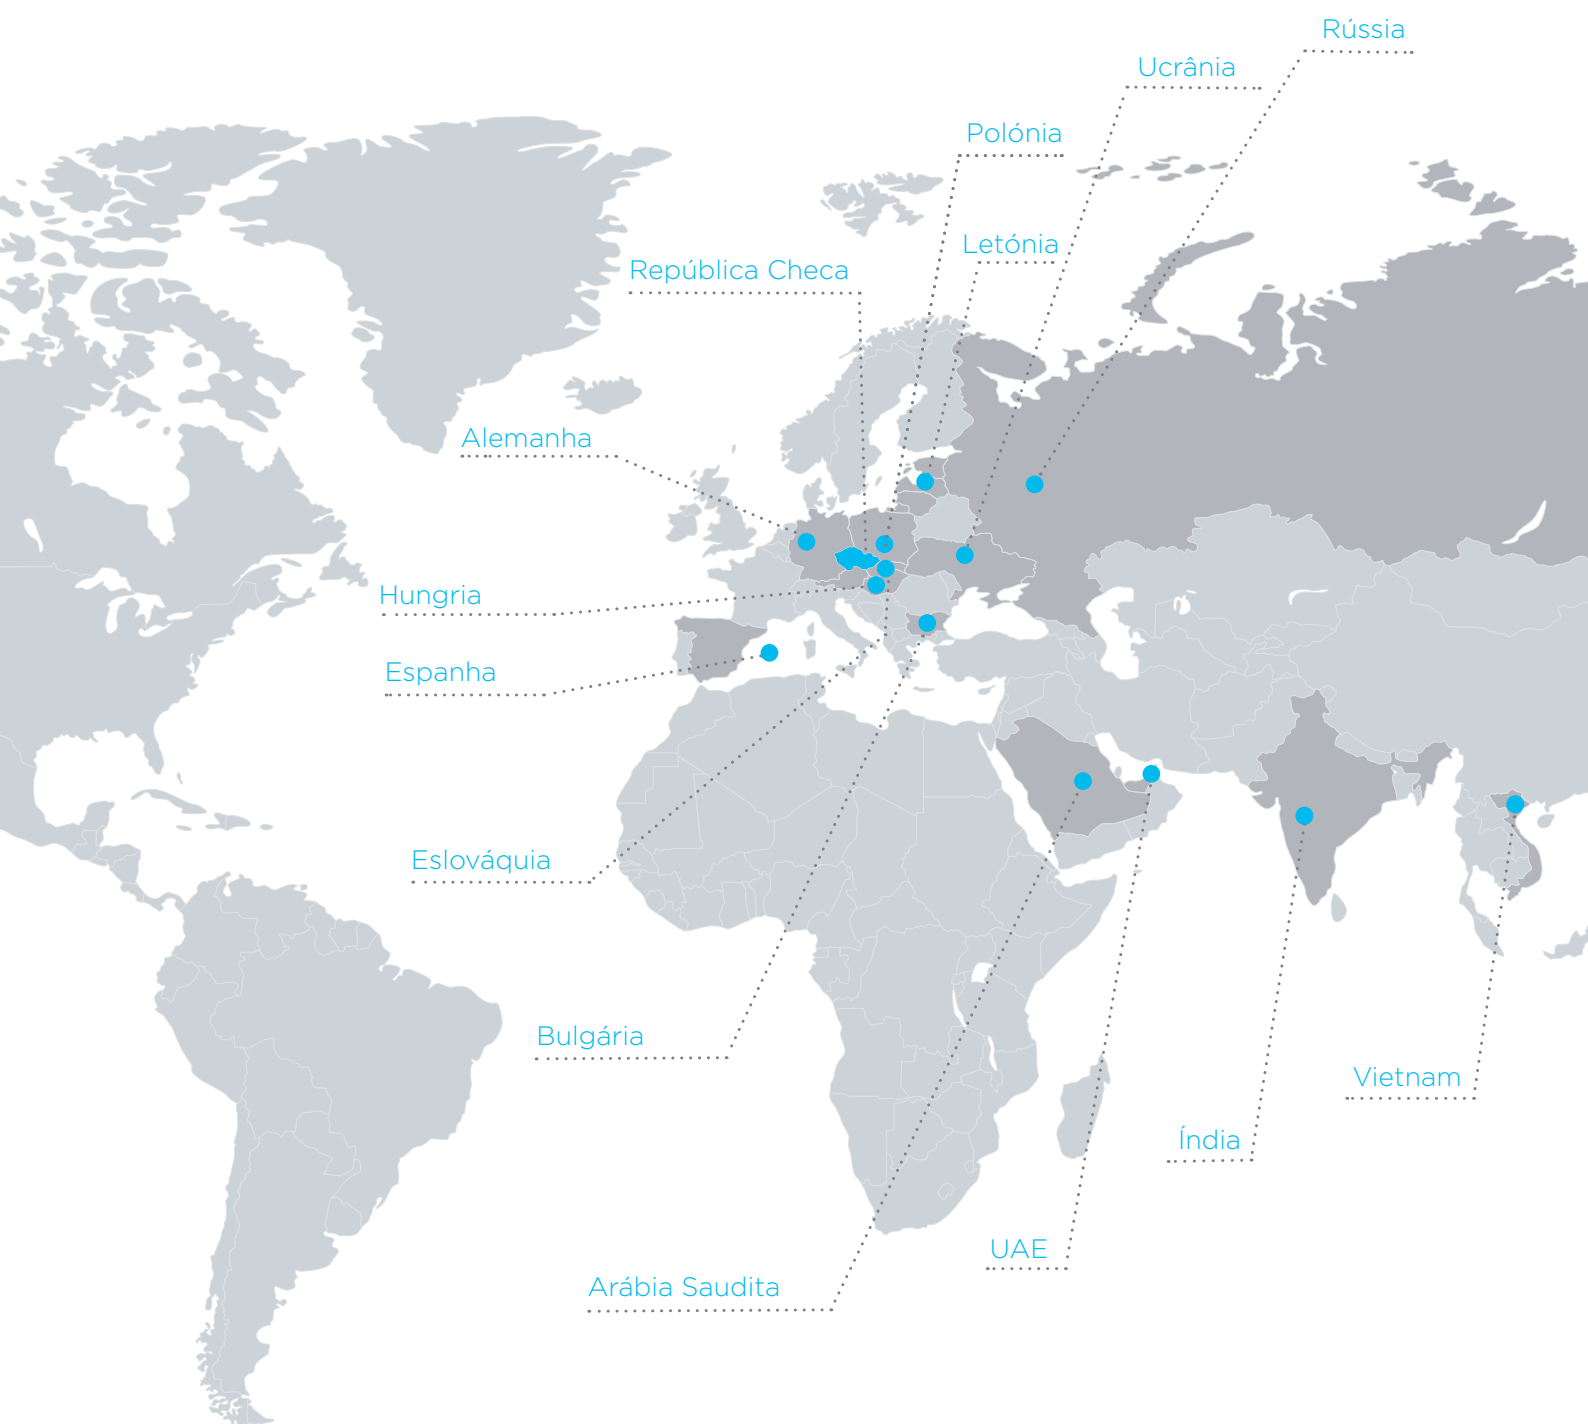 Rússia
Ucrânia
Polónia
Letónia
República Checa
Alemanha
Hungria
Espanha
Eslováquia
Bulgária
Vietnam
Índia
UAE
Arábia Saudita